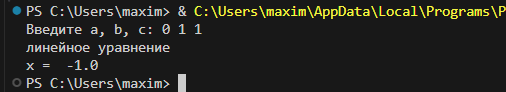 PS C:\Users\maxim> & C:\Users\maxim\AppData\Local\Programs\P
Введите a, b, c: 0 1 1
линейное уравнение
x =  -1.0
PS C:\Users\maxim>